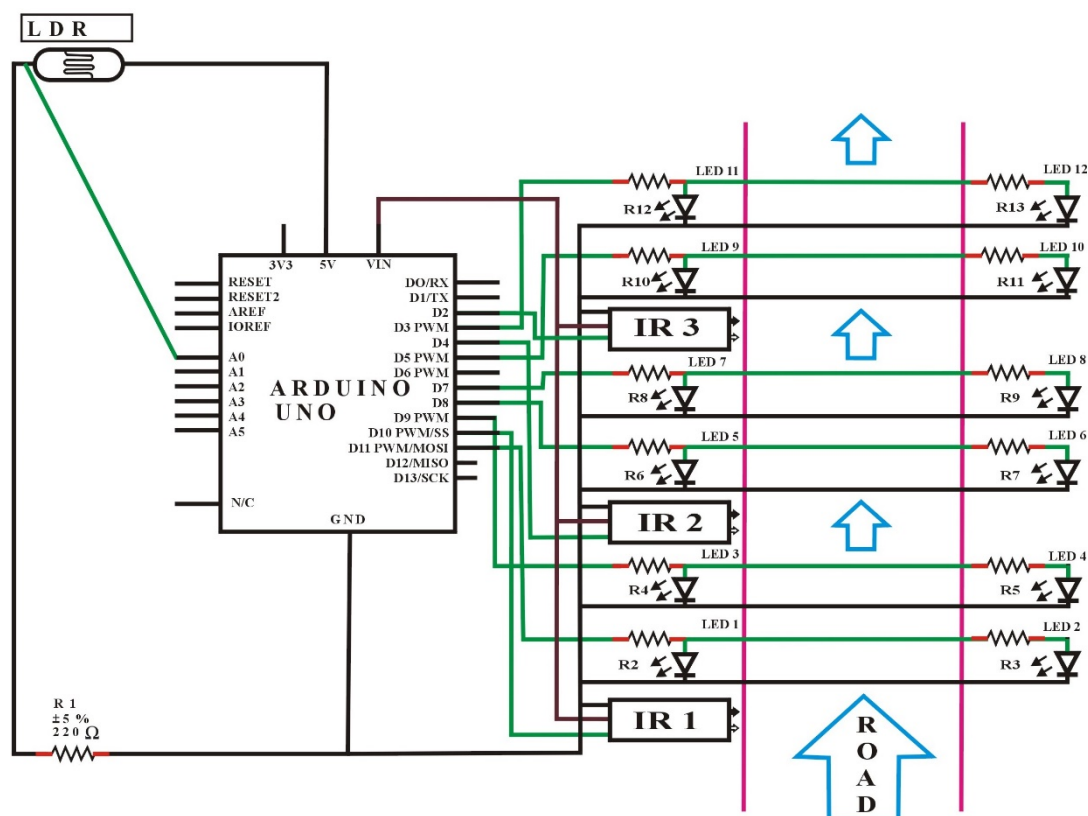 LDR
LED 11
LED 12
R12
R13
LED 9
LED 10
R10
R11
3V3
5V
VIN
RESET
RESET2
AREF
IOREF
A0
A1
A2
A3
A4
A5
N/C
ARDUINO
UNO
GND
DO/RX
D1/TX
D2
D3 PWM
D4
D5 PWM
D6 PWM
D7
D8
D9 PWM
D10 PWM/SS
D11 PWM/MOSI
D12/MISO
D13/SCK
IR 3
LED 7
LED 8
R8
R9
LED 5
LED 6
R6
R7
IR 2
LED 3
LED 4
R4
R5
LED 1
LED 2
R2
R3
IR 1
R1
±5%
220 Ω
ROAD